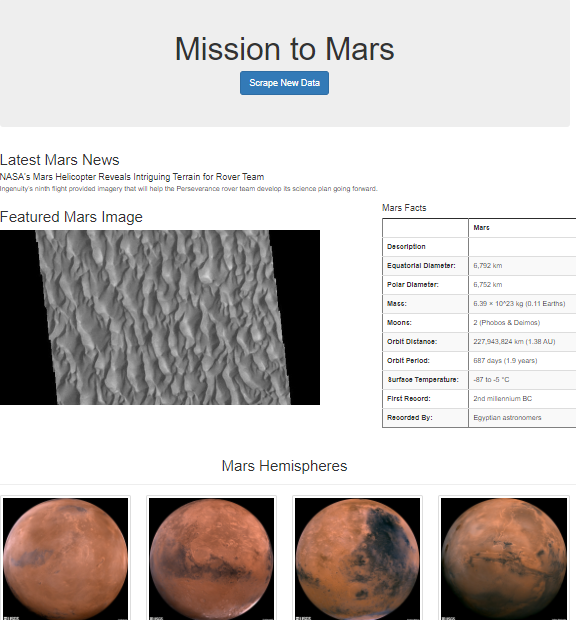 Mission to Mars
Scrape New Data
Latest Mars News
NASA's Mars Helicopter Reveals Intriguing Terrain for Rover Team
Ingenuity's ninth flight provided imagery that will help the Perseverance rover team develop its science plan going forward.
Featured Mars Image
Mars Facts
Mars
Description
Equatorial Diameter: 6,792 km
Polar Diameter: 6,752 km
Mass: 6.39 × 10^23 kg (0.11 Earths)
Moons: 2 (Phobos & Deimos)
Orbit Distance: 227,943,824 km (1.38 AU)
Orbit Period: 687 days (1.9 years)
Surface Temperature: -87 to -5 °C
First Record: 2nd millennium BC
Recorded By: Egyptian astronomers
Mars Hemispheres